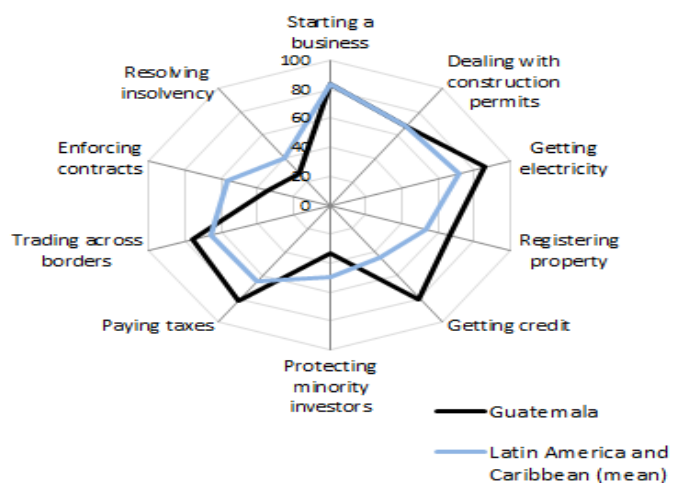 Starting a
business
100
80
60
40
20
0
Dealing with
construction
permits
Getting
electricity
Registering
property
Getting credit
Protecting
minority
investors
Paying taxes
Trading across
borders
Enforcing
contracts
Resolving
insolvency
Guatemala
Latin America and
Caribbean (mean)